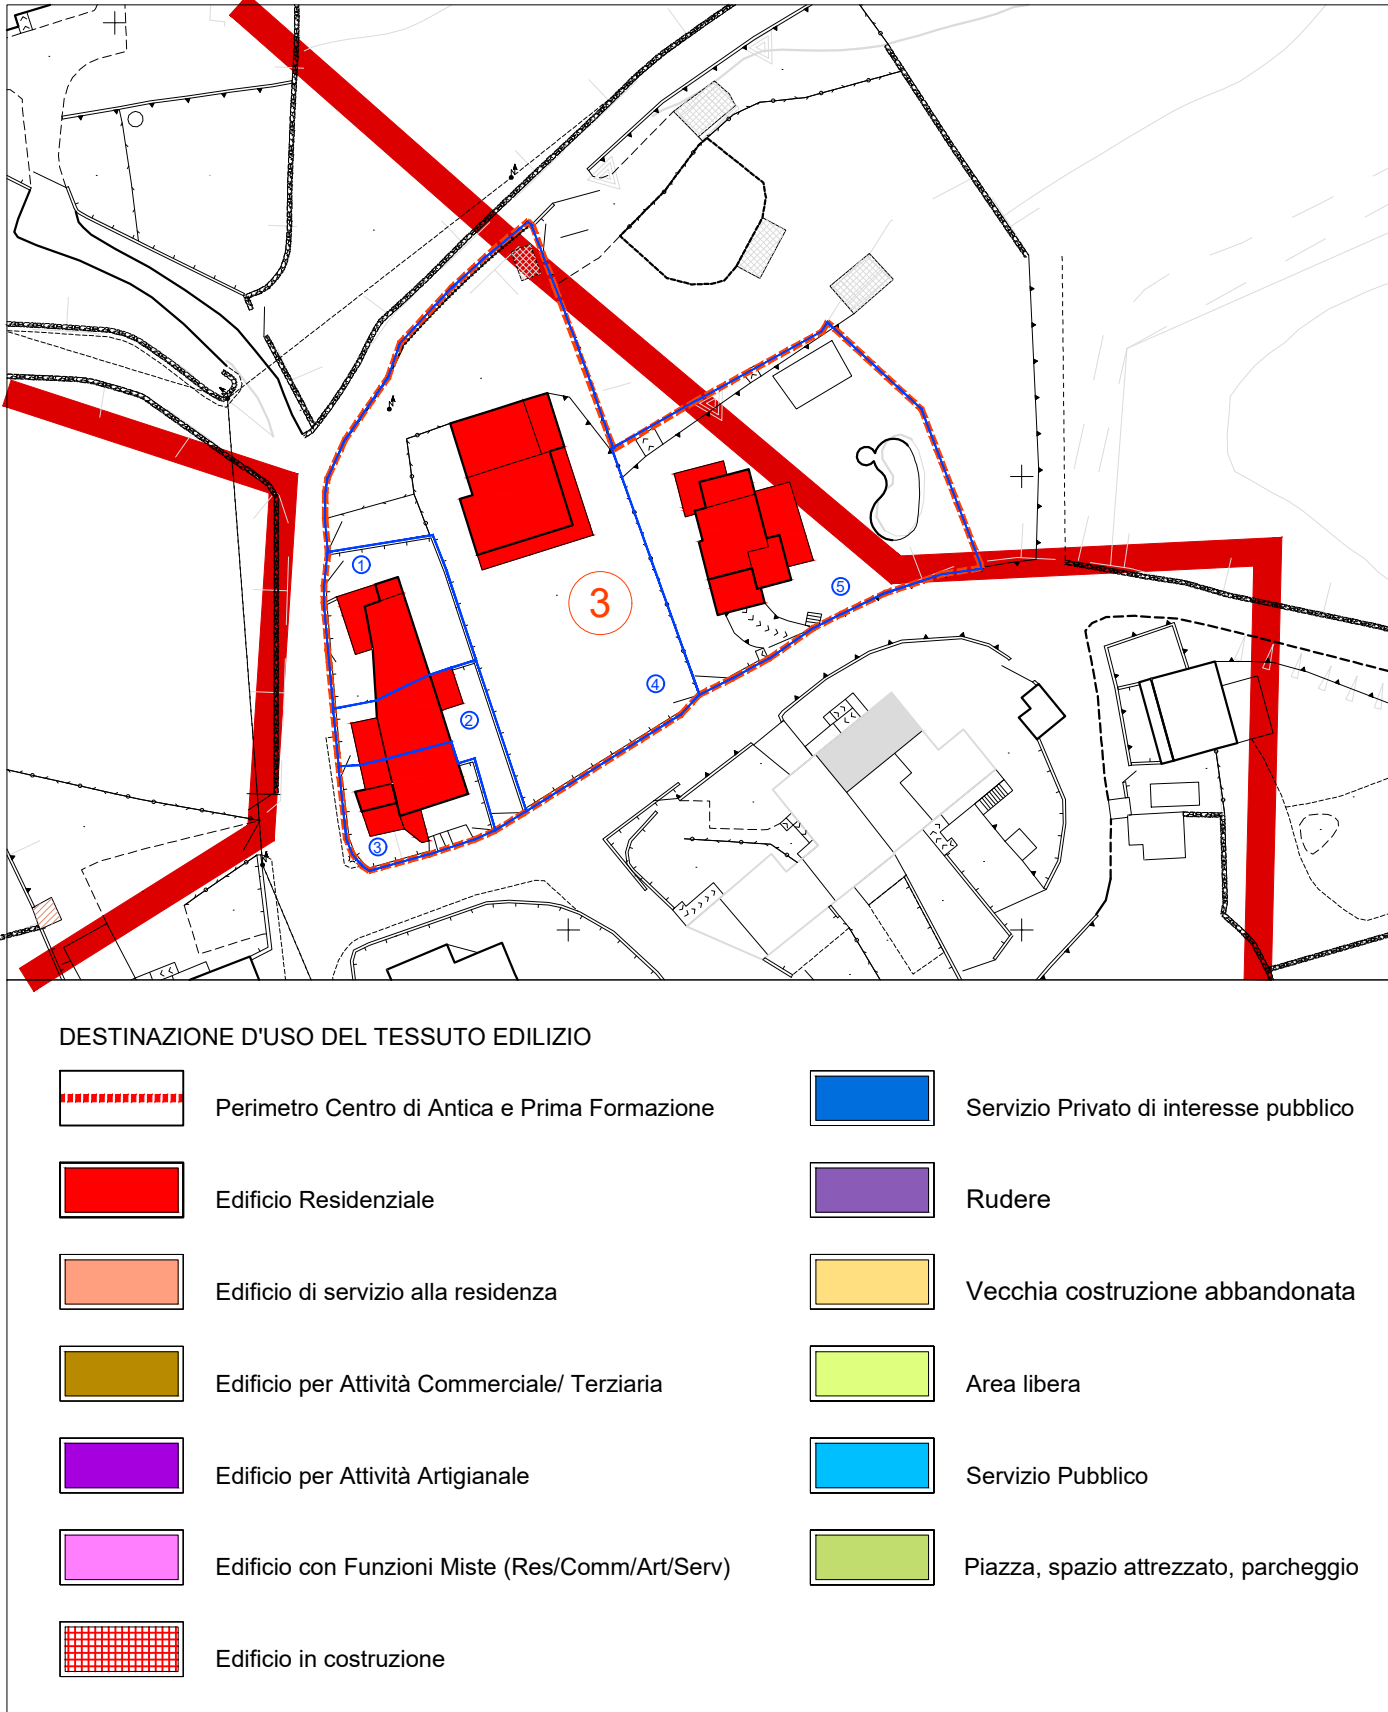 1
3
5
4
2
3
DESTINAZIONE D'USO DEL TESSUTO EDILIZIO
Perimetro Centro di Antica e Prima Formazione
Servizio Privato di interesse pubblico
Edificio Residenziale
Rudere
Edificio di servizio alla residenza
Vecchia costruzione abbandonata
Edificio per Attività Commerciale/ Terziaria
Area libera
Edificio per Attività Artigianale
Servizio Pubblico
Edificio con Funzioni Miste (Res/Comm/Art/Serv)
Piazza, spazio attrezzato, parcheggio
Edificio in costruzione